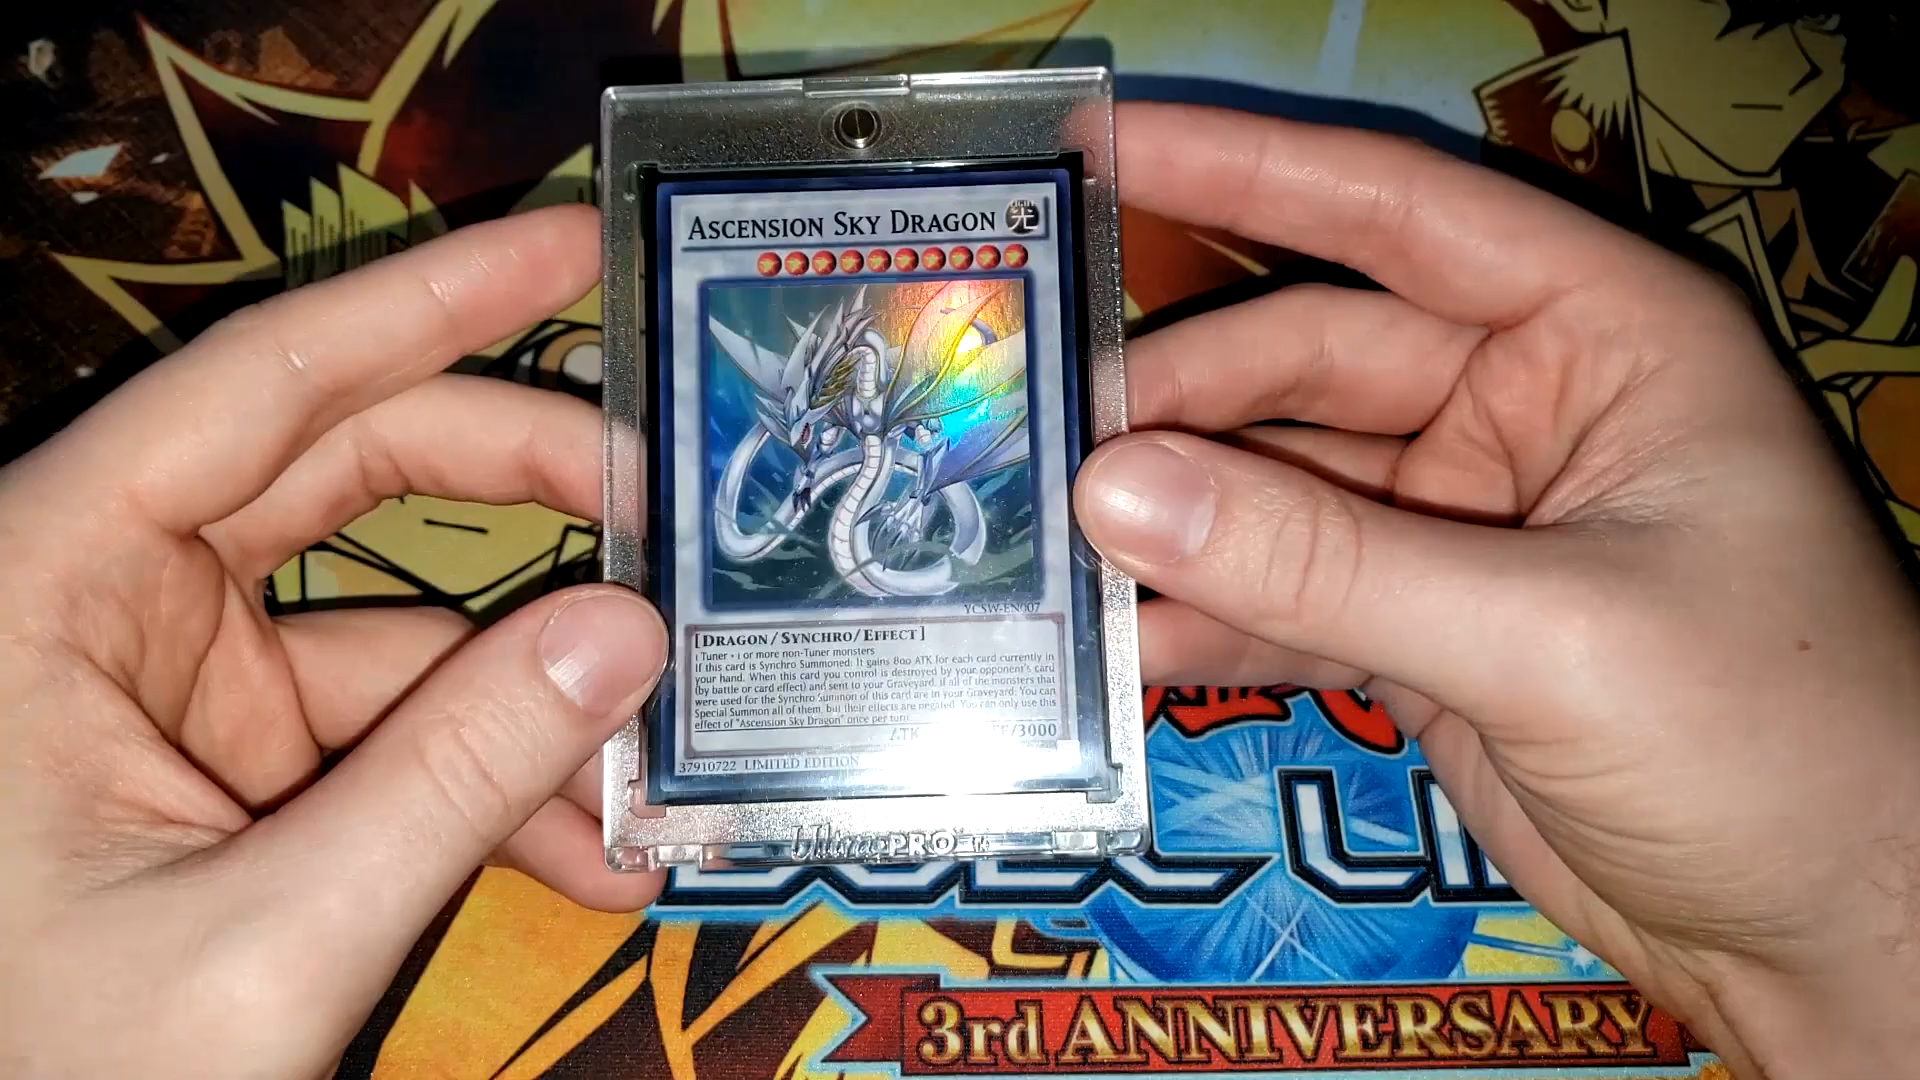 ASCENSION SKY DRAGON
LIGHT
光
YCSW-EN007
[DRAGON/SYNCHRO/EFFECT]
1 Tuner + 1 or more non-Tuner monsters
If this card is Synchro Summoned: It gains 800 ATK for each card currently in
your hand. When this card you control is destroyed by your opponent's card
(by battle or card effect) and sent to your Graveyard, if all of the monsters that
were used for the Synchro Summon of this card are in your Graveyard: You can
Special Summon all of them, but their effects are negated. You can only use this
effect of "Ascension Sky Dragon" once per turn.
ATK /3000
37910722 LIMITED EDITION
Ultra PRO
3rd ANNIVERSARY